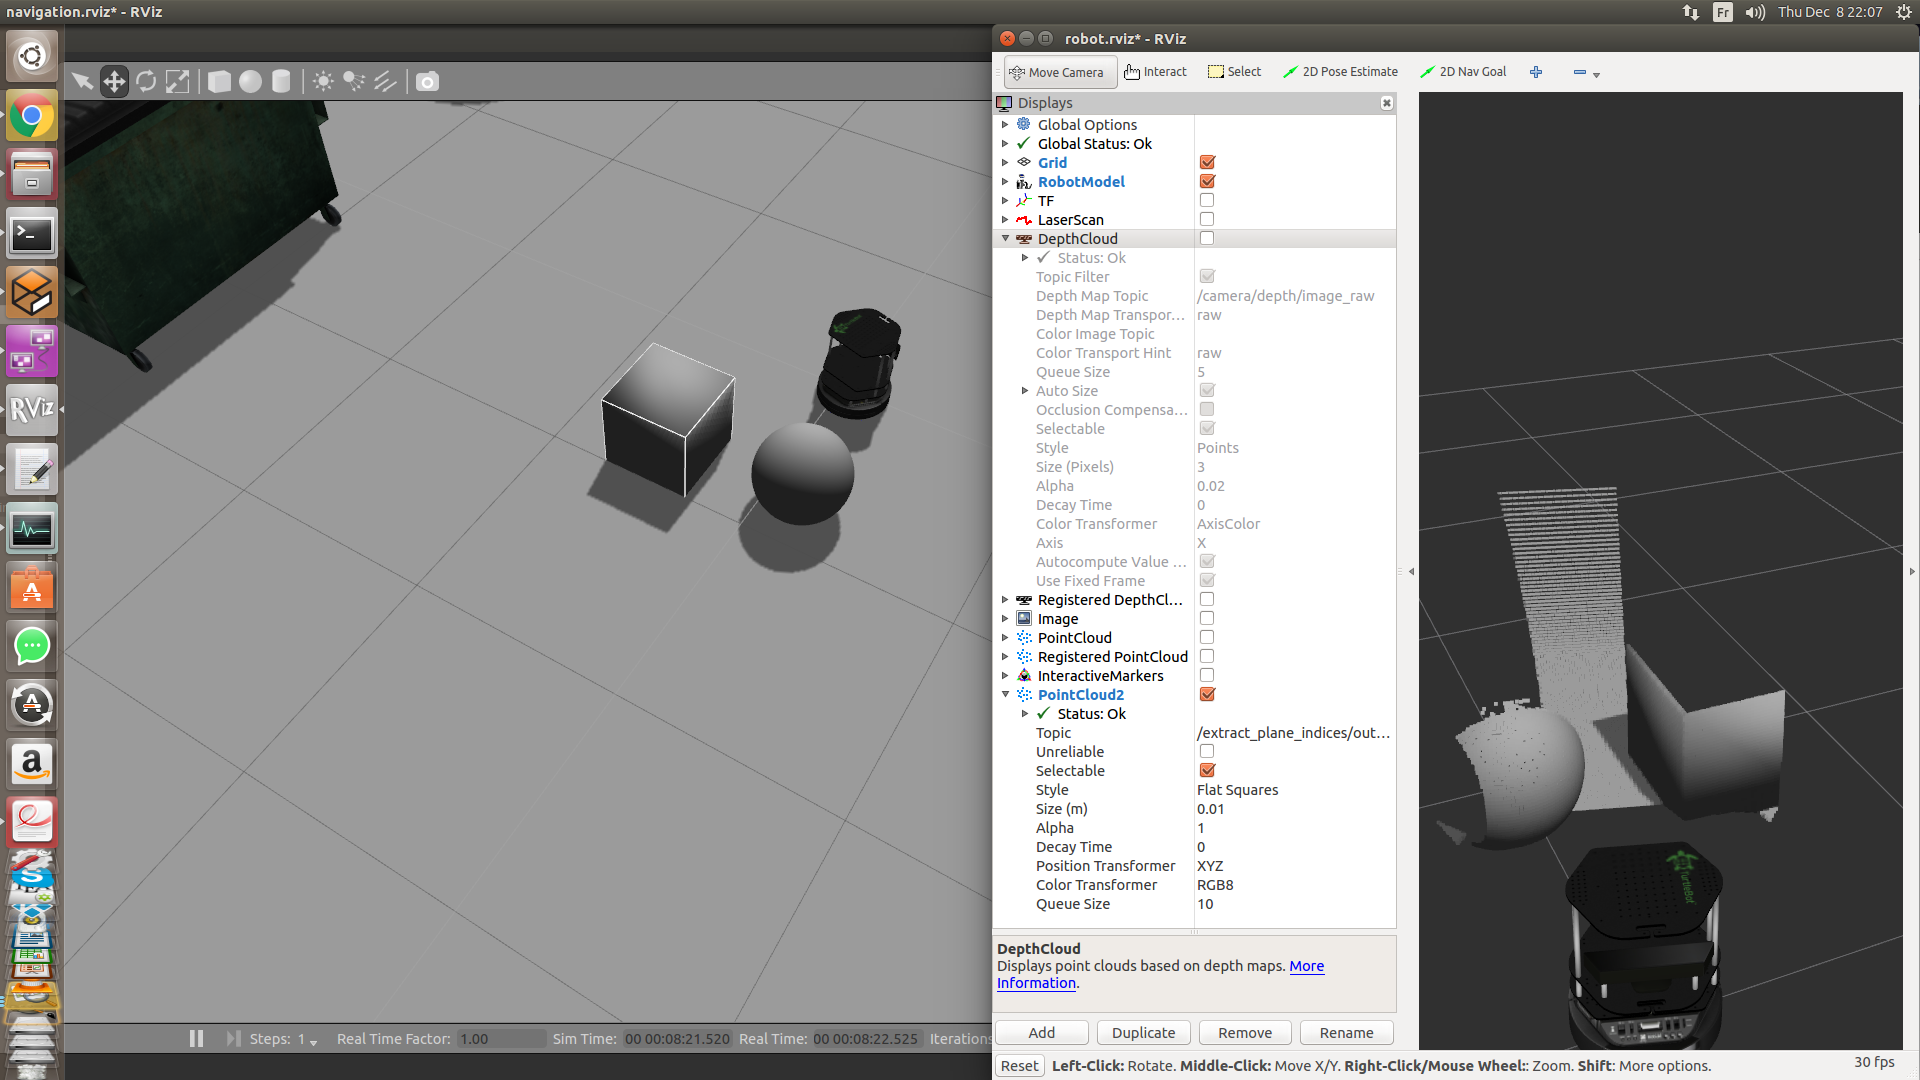 navigation.rviz* - RViz
Fr
Thu Dec 8 22:07
robot.rviz* - RViz
Move Camera
Interact
Select
2D Pose Estimate
2D Nav Goal
Displays
Global Options
Global Status: Ok
Grid
RobotModel
TF
LaserScan
DepthCloud
Status: Ok
Topic Filter
Depth Map Topic /camera/depth/image_raw
Depth Map Transpor... raw
Color Image Topic
Color Transport Hint raw
Queue Size 5
Auto Size
Occlusion Compensa...
Selectable
Style Points
Size (Pixels) 3
Alpha 0.02
Decay Time 0
Color Transformer AxisColor
Axis X
Autocompute Value ...
Use Fixed Frame
Registered DepthCl...
Image
PointCloud
Registered PointCloud
InteractiveMarkers
PointCloud2
Status: Ok
Topic /extract_plane_indices/out...
Unreliable
Selectable
Style Flat Squares
Size (m) 0.01
Alpha 1
Decay Time 0
Position Transformer XYZ
Color Transformer RGB8
Queue Size 10
DepthCloud
Displays point clouds based on depth maps. More
Information.
Add
Duplicate
Remove
Rename
Reset
Left-Click: Rotate. Middle-Click: Move X/Y. Right-Click/Mouse Wheel:: Zoom. Shift: More options.
30 fps
Steps: 1
Real Time Factor: 1.00
Sim Time: 00 00:08:21.520
Real Time: 00 00:08:22.525
Iterations
RViz
TurtleBot